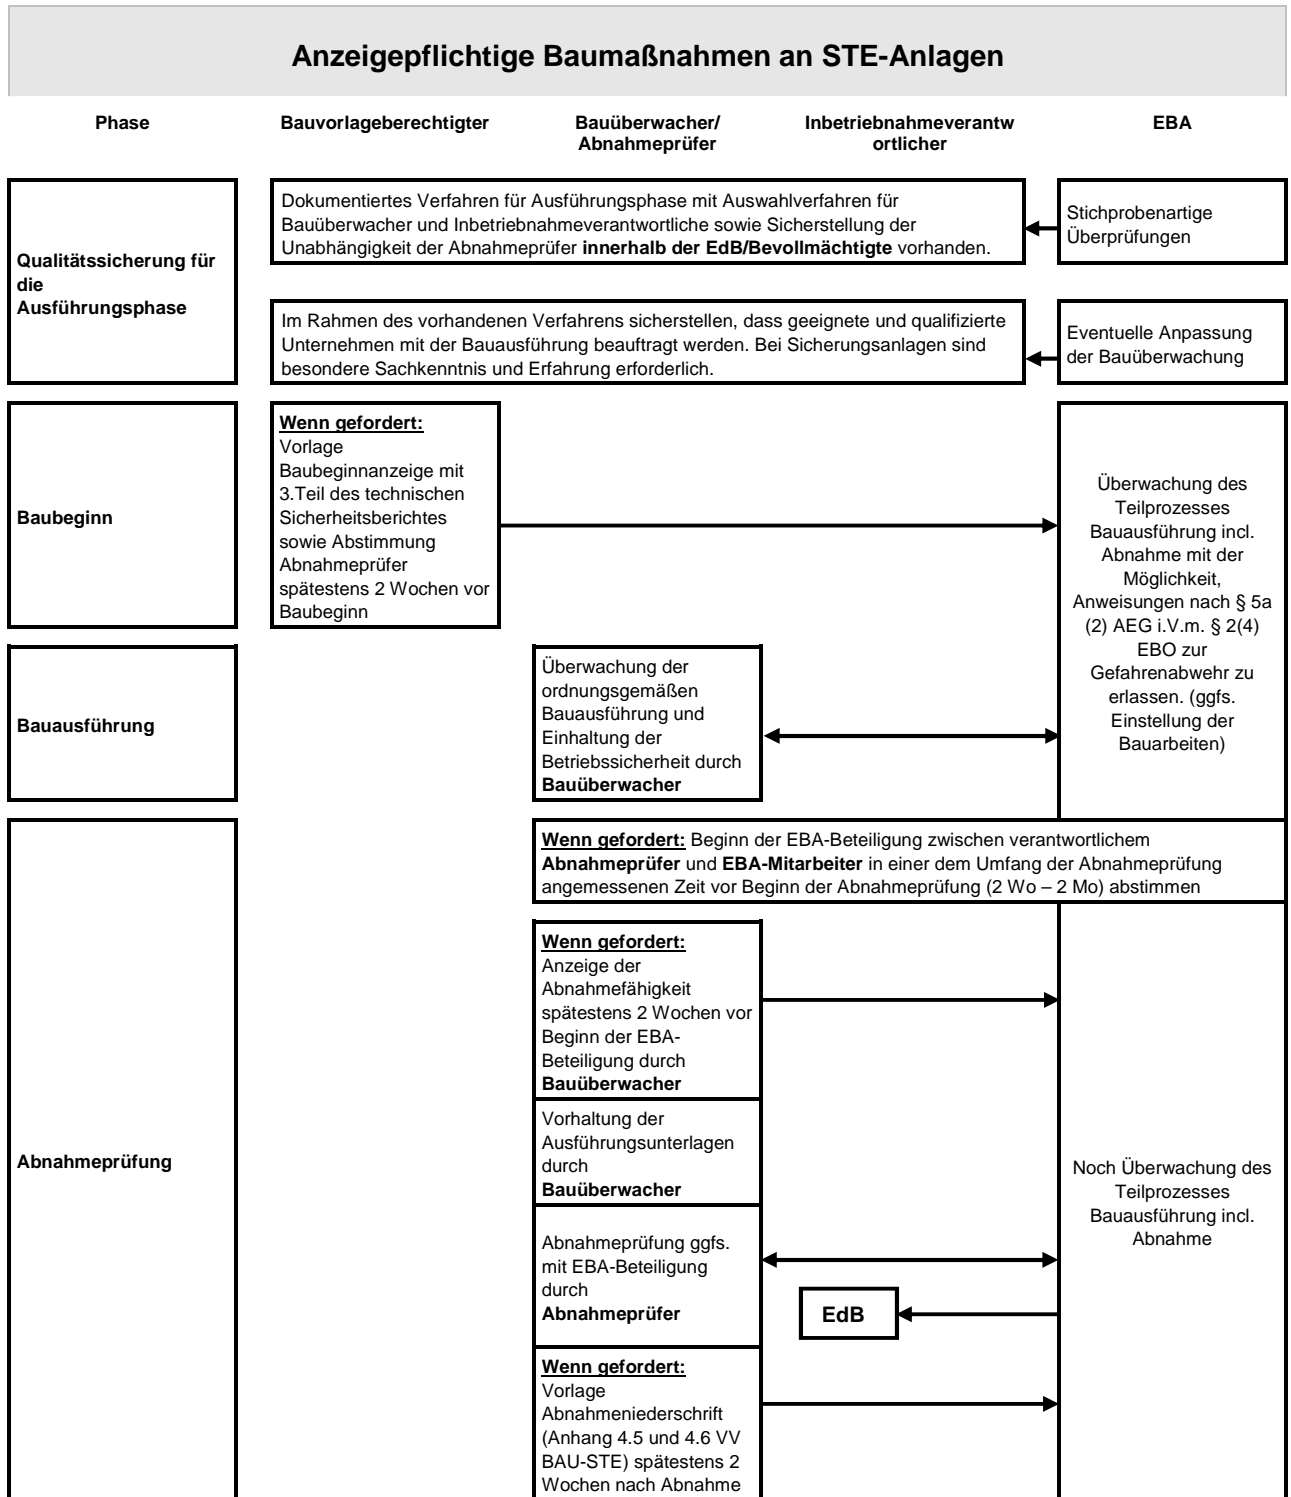 Anzeigepflichtige Baumaßnahmen an STE-Anlagen
Phase
Bauvorlageberechtigter
Bauüberwacher/
Abnahmeprüfer
Inbetriebnahmeverantw
ortlicher
EBA
Qualitätssicherung für
die
Ausführungsphase
Dokumentiertes Verfahren für Ausführungsphase mit Auswahlverfahren für
Bauüberwacher und Inbetriebnahmeverantwortliche sowie Sicherstellung der
Unabhängigkeit der Abnahmeprüfer innerhalb der EdB/Bevollmächtigte vorhanden.
Stichprobenartige
Überprüfungen
Im Rahmen des vorhandenen Verfahrens sicherstellen, dass geeignete und qualifizierte
Unternehmen mit der Bauausführung beauftragt werden. Bei Sicherungsanlagen sind
besondere Sachkenntnis und Erfahrung erforderlich.
Eventuelle Anpassung
der Bauüberwachung
Baubeginn
Wenn gefordert:
Vorlage
Baubeginnanzeige mit
3.Teil des technischen
Sicherheitsberichtes
sowie Abstimmung
Abnahmeprüfer
spätestens 2 Wochen vor
Baubeginn
Überwachung des
Teilprozesses
Bauausführung incl.
Abnahme mit der
Möglichkeit,
Anweisungen nach § 5a
(2) AEG i.V.m. § 2(4)
EBO zur
Gefahrenabwehr zu
erlassen. (ggfs.
Einstellung der
Bauarbeiten)
Bauausführung
Überwachung der
ordnungsgemäßen
Bauausführung und
Einhaltung der
Betriebssicherheit durch
Bauüberwacher
Abnahmeprüfung
Wenn gefordert: Beginn der EBA-Beteiligung zwischen verantwortlichem
Abnahmeprüfer und EBA-Mitarbeiter in einer dem Umfang der Abnahmeprüfung
angemessenen Zeit vor Beginn der Abnahmeprüfung (2 Wo – 2 Mo) abstimmen
Wenn gefordert:
Anzeige der
Abnahmefähigkeit
spätestens 2 Wochen vor
Beginn der EBA-
Beteiligung durch
Bauüberwacher
Vorhaltung der
Ausführungsunterlagen
durch
Bauüberwacher
Abnahmeprüfung ggfs.
mit EBA-Beteiligung
durch
Abnahmeprüfer
EdB
Noch Überwachung des
Teilprozesses
Bauausführung incl.
Abnahme
Wenn gefordert:
Vorlage
Abnahmeniederschrift
(Anhang 4.5 und 4.6 VV
BAU-STE) spätestens 2
Wochen nach Abnahme